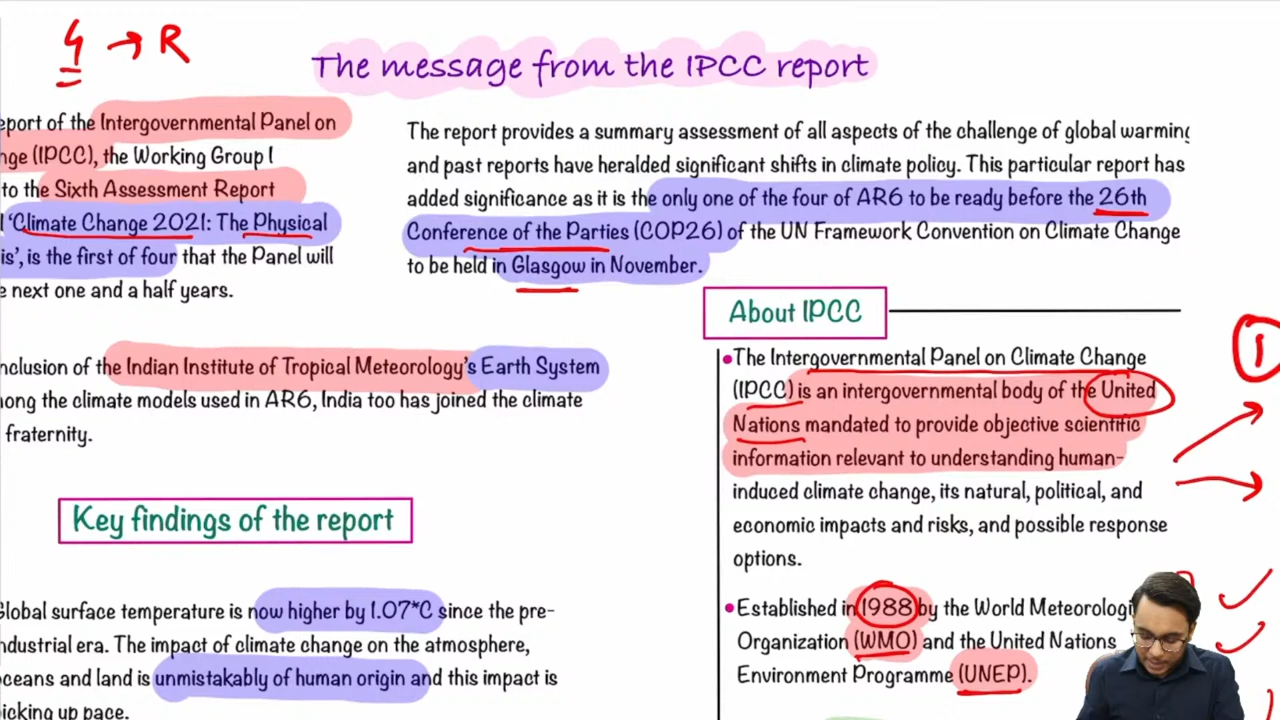 4 → R
The message from the IPCC report
eport of the Intergovernmental Panel on
nge (IPCC), the Working Group I
to the Sixth Assessment Report
l 'Climate Change 2021: The Physical
is', is the first of four that the Panel will
e next one and a half years.
nclusion of the Indian Institute of Tropical Meteorology's Earth System
ong the climate models used in AR6, India too has joined the climate
fraternity.
Key findings of the report
Global surface temperature is now higher by 1.07*C since the pre-
ndustrial era. The impact of climate change on the atmosphere,
oceans and land is unmistakably of human origin and this impact is
picking up pace.
The report provides a summary assessment of all aspects of the challenge of global warming
and past reports have heralded significant shifts in climate policy. This particular report has
added significance as it is the only one of the four of AR6 to be ready before the 26th
Conference of the Parties (COP26) of the UN Framework Convention on Climate Change
to be held in Glasgow in November.
About IPCC
•The Intergovernmental Panel on Climate Change
(IPCC) is an intergovernmental body of the United
Nations mandated to provide objective scientific
information relevant to understanding human-
induced climate change, its natural, political, and
economic impacts and risks, and possible response
options.
•Established in 1988 by the World Meteorologi
Organization (WMO) and the United Nations
Environment Programme (UNEP).
1